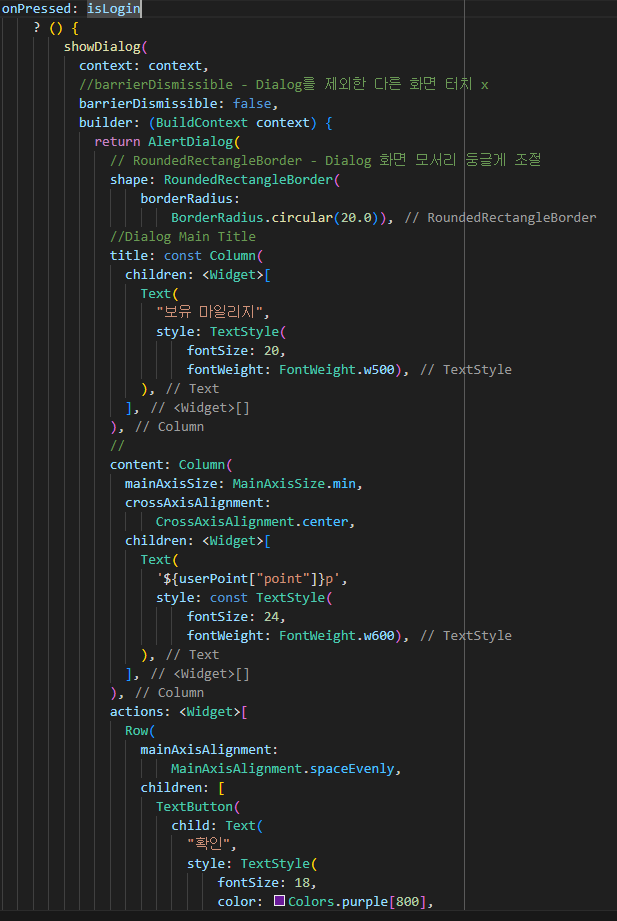 onPressed: isLogin
? () {
showDialog(
context: context,
//barrierDismissible - Dialog를 제외한 다른 화면 터치 x
barrierDismissible: false,
builder: (BuildContext context) {
return AlertDialog(
// RoundedRectangleBorder - Dialog 화면 모서리 둥글게 조절
shape: RoundedRectangleBorder(
borderRadius:
BorderRadius.circular(20.0)), // RoundedRectangleBorder
//Dialog Main Title
title: const Column(
children: <Widget>[
Text(
"보유 마일리지",
style: TextStyle(
fontSize: 20,
fontWeight: FontWeight.w500), // TextStyle
), // Text
], // <Widget>[]
), // Column
//
content: Column(
mainAxisSize: MainAxisSize.min,
crossAxisAlignment:
CrossAxisAlignment.center,
children: <Widget>[
Text(
'${userPoint["point"]}p',
style: const TextStyle(
fontSize: 24,
fontWeight: FontWeight.w600), // TextStyle
), // Text
], // <Widget>[]
), // Column
actions: <Widget>[
Row(
mainAxisAlignment:
MainAxisAlignment.spaceEvenly,
children: [
TextButton(
child: Text(
"확인",
style: TextStyle(
fontSize: 18,
color: Colors.purple[800],